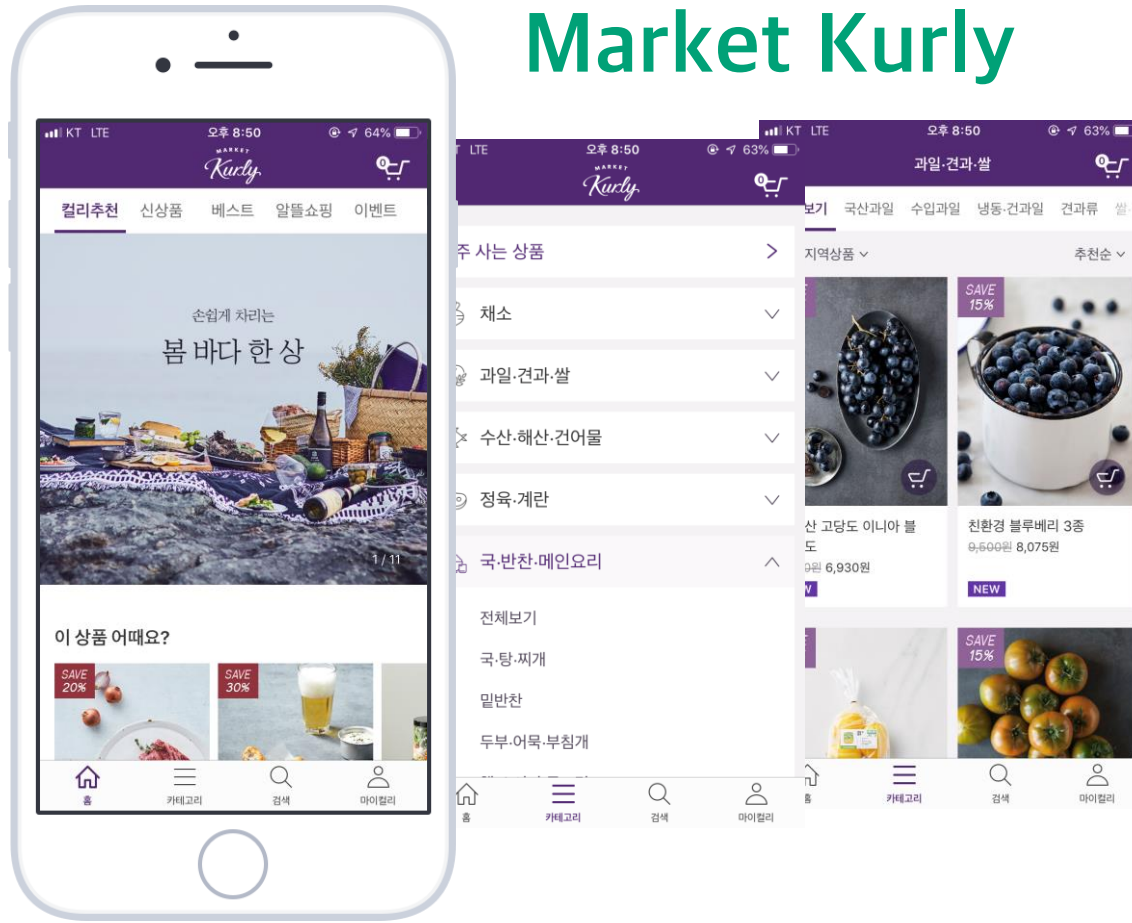 Market Kurly
KT LTE 오후 8:50 64%
MARKET
Kurly
0
컬리추천 신상품 베스트 알뜰쇼핑 이벤트
손쉽게 차리는
봄 바다 한 상
1 / 11
이 상품 어때요?
SAVE
20%
SAVE
30%
홈 카테고리 검색 마이컬리
LTE 오후 8:50 63%
MARKET
Kurly
0
주 사는 상품
채소
과일·견과·쌀
수산·해산·건어물
정육·계란
국·반찬·메인요리
전체보기
국·탕·찌개
밑반찬
두부·어묵·부침개
홈 카테고리 검색 마이컬리
KT LTE 오후 8:50 63%
과일·견과·쌀
0
보기 국산과일 수입과일 냉동·건과일 견과류 쌀·
지역상품 추천순
SAVE
15%
산 고당도 이니아 블
도
0원 6,930원
W
친환경 블루베리 3종
9,500원 8,075원
NEW
SAVE
15%
홈 카테고리 검색 마이컬리